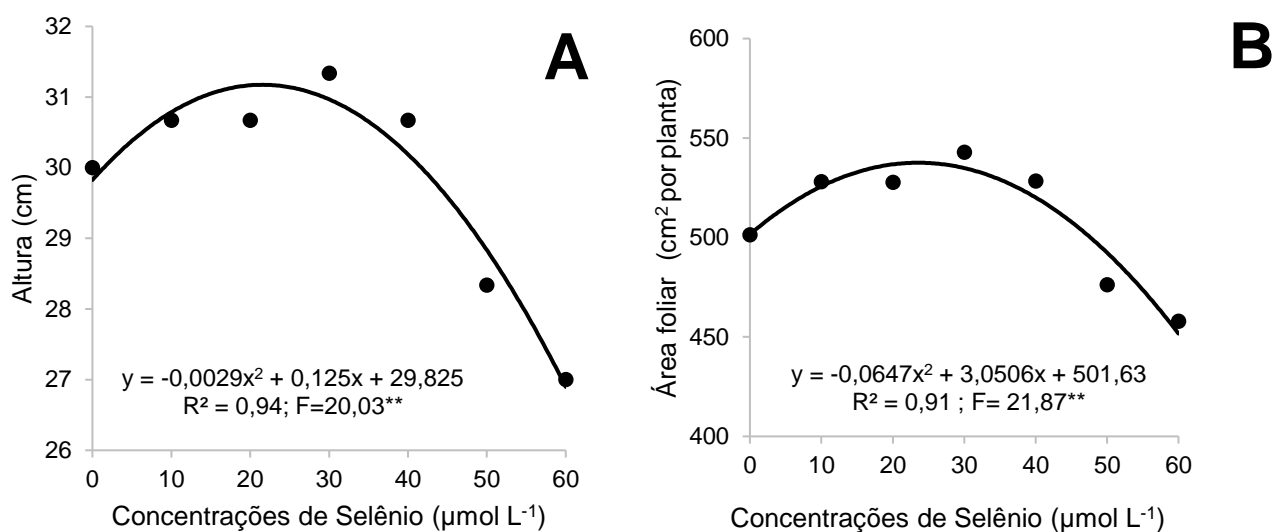 A
Altura (cm)
32
31
30
29
28
27
26
y = -0,0029x² + 0,125x + 29,825
R² = 0,94; F=20,03**
0 10 20 30 40 50 60
Concentrações de Selênio (µmol L⁻¹)
B
Área foliar (cm² por planta)
600
550
500
450
400
y = -0,0647x² + 3,0506x + 501,63
R² = 0,91 ; F= 21,87**
0 10 20 30 40 50 60
Concentrações de Selênio (µmol L⁻¹)